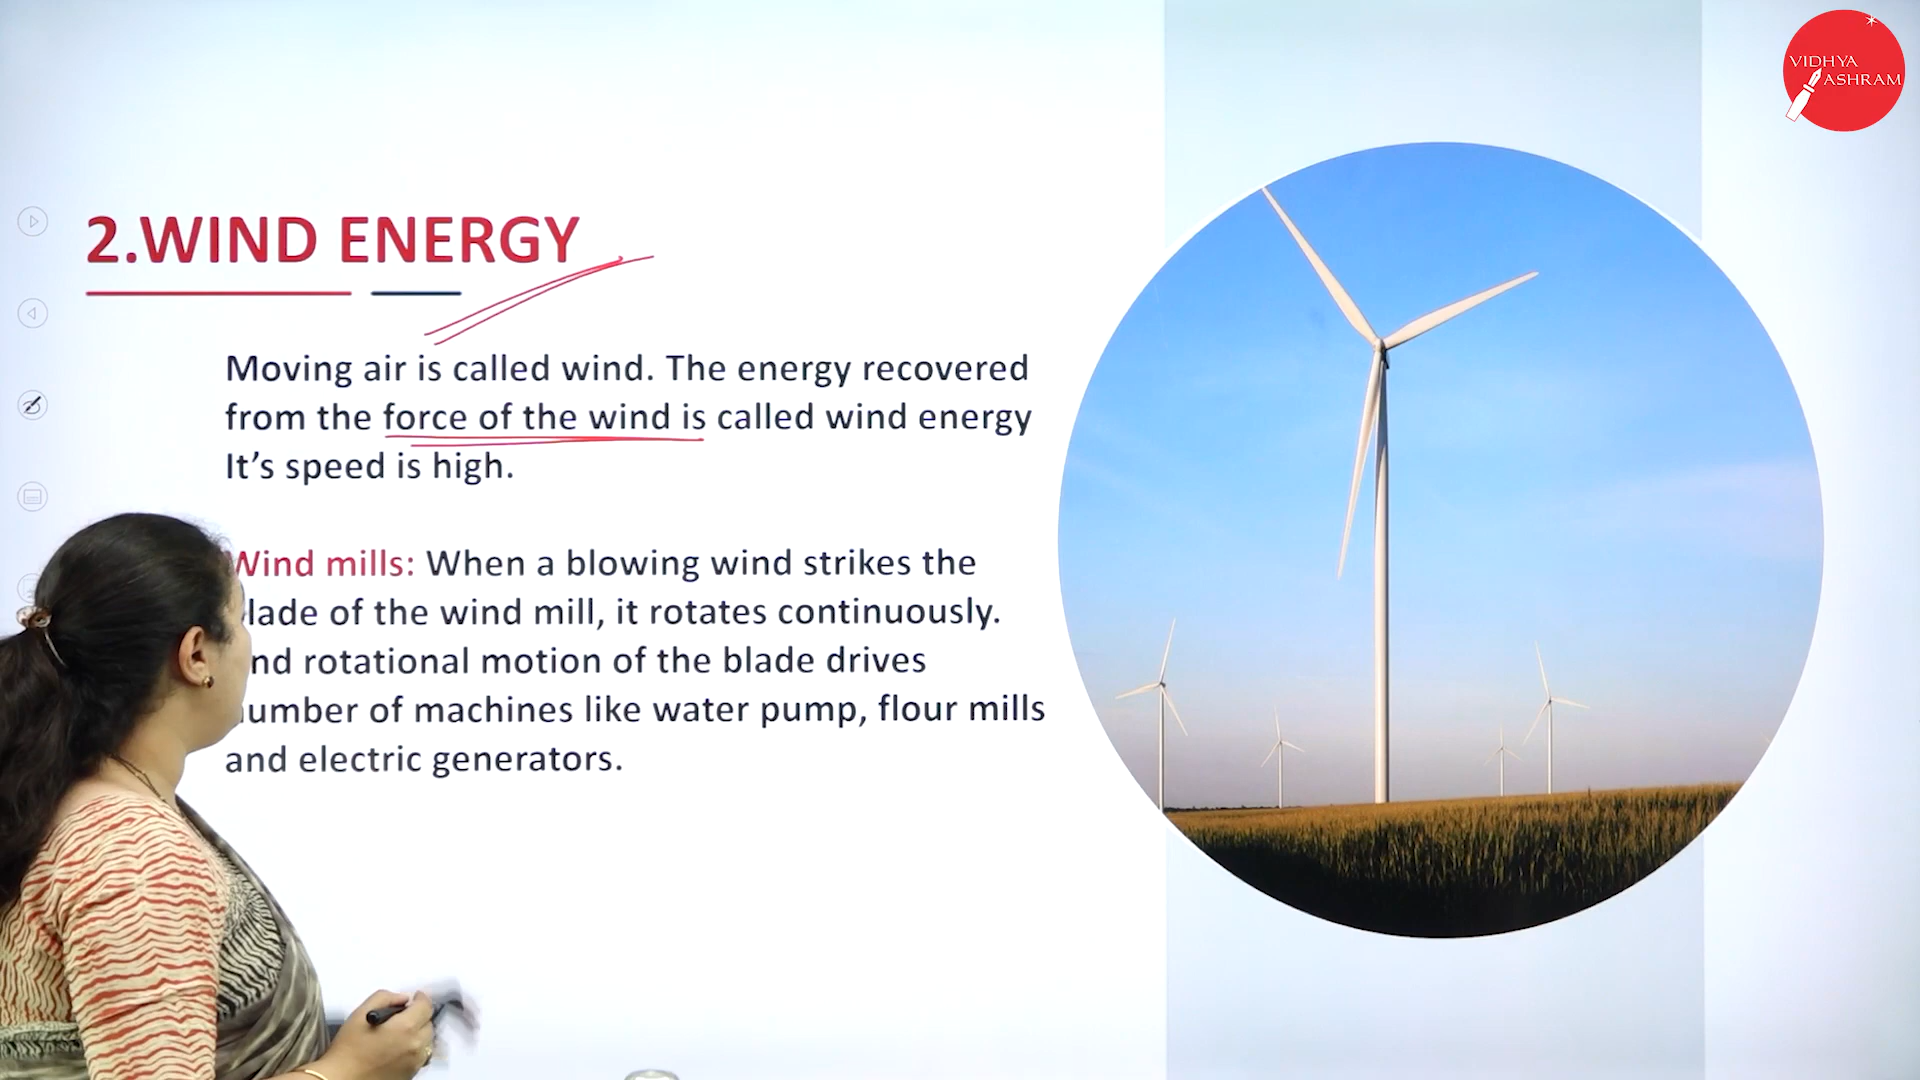 VIDHYA
ASHRAM
2.WIND ENERGY
Moving air is called wind. The energy recovered
from the force of the wind is called wind energy
It's speed is high.
Wind mills: When a blowing wind strikes the
lade of the wind mill, it rotates continuously.
nd rotational motion of the blade drives
umber of machines like water pump, flour mills
and electric generators.